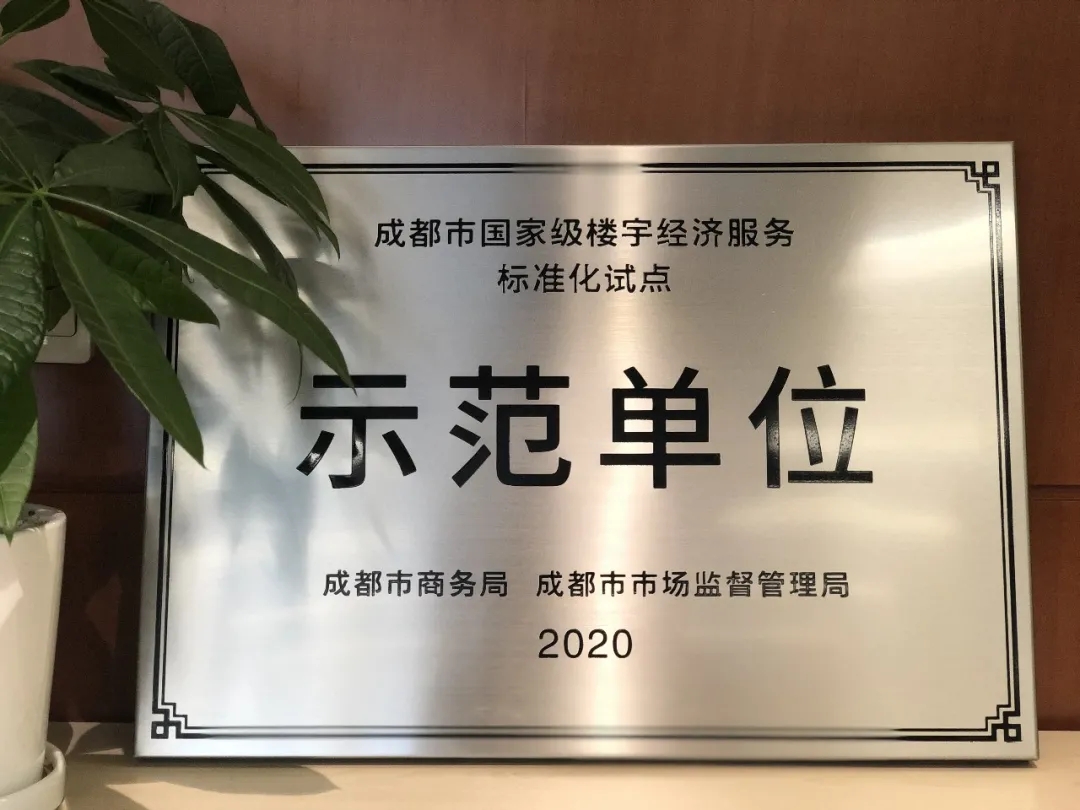 成都市国家级楼宇经济服务
标准化试点
示范单位
成都市商务局 成都市市场监督管理局
2020